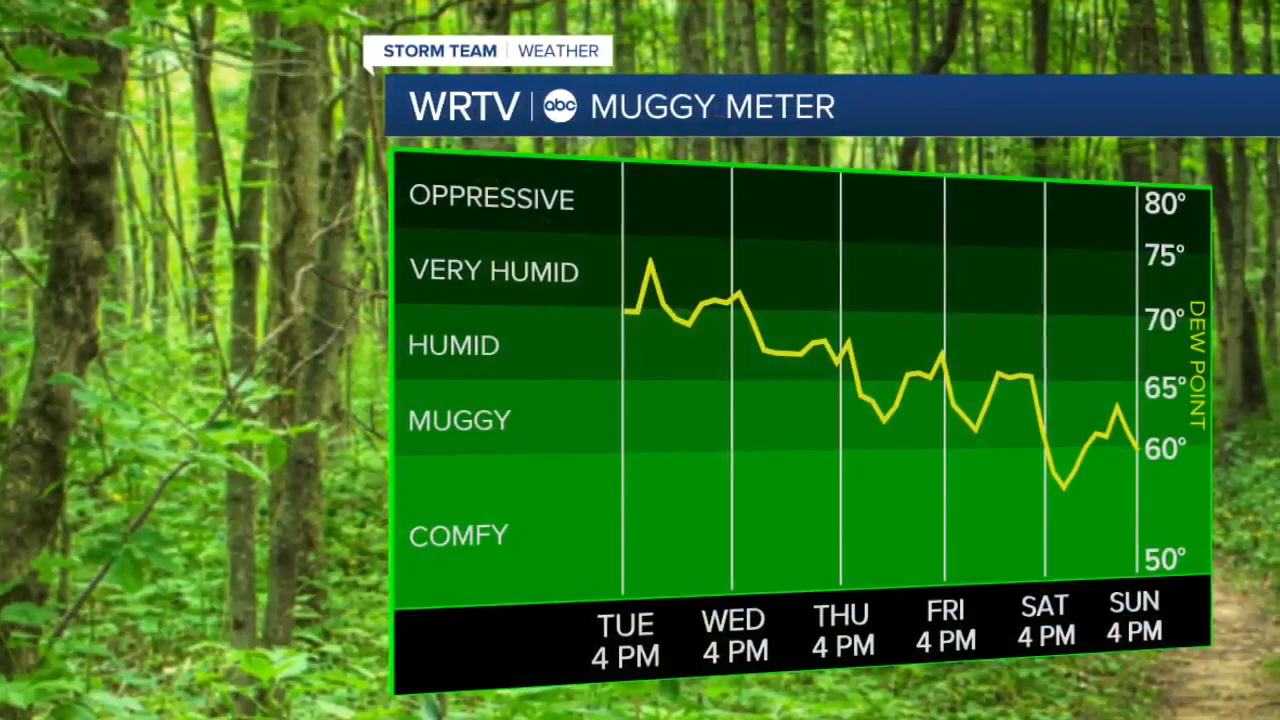 STORM TEAM | WEATHER
WRTV | abc MUGGY METER
OPPRESSIVE
VERY HUMID
HUMID
MUGGY
COMFY
80°
75°
70°
65°
60°
50°
DEW POINT
TUE WED THU FRI SAT SUN
4 PM 4 PM 4 PM 4 PM 4 PM 4 PM